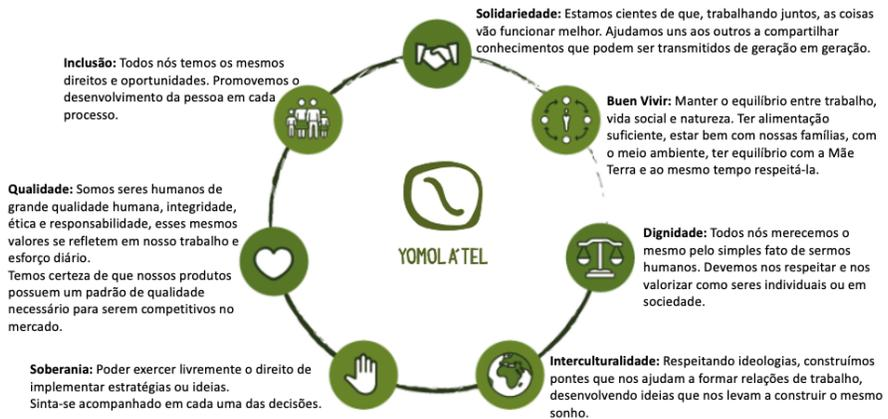 Solidariedade: Estamos cientes de que, trabalhando juntos, as coisas
vão funcionar melhor. Ajudamos uns aos outros a compartilhar
conhecimentos que podem ser transmitidos de geração em geração.
Buen Vivir: Manter o equilíbrio entre trabalho,
vida social e natureza. Ter alimentação
suficiente, estar bem com nossas famílias, com
o meio ambiente, ter equilíbrio com a Mãe
Terra e ao mesmo tempo respeitá-la.
Dignidade: Todos nós merecemos o
mesmo pelo simples fato de sermos
humanos. Devemos nos respeitar e nos
valorizar como seres individuais ou em
sociedade.
Interculturalidade: Respeitando ideologias, construímos
pontes que nos ajudam a formar relações de trabalho,
desenvolvendo ideias que nos levam a construir o mesmo
sonho.
Soberania: Poder exercer livremente o direito de
implementar estratégias ou ideias.
Sinta-se acompanhado em cada uma das decisões.
Qualidade: Somos seres humanos de
grande qualidade humana, integridade,
ética e responsabilidade, esses mesmos
valores se refletem em nosso trabalho e
esforço diário.
Temos certeza de que nossos produtos
possuem um padrão de qualidade
necessário para serem competitivos no
mercado.
Inclusão: Todos nós temos os mesmos
direitos e oportunidades. Promovemos o
desenvolvimento da pessoa em cada
processo.
YOMOL A'TEL